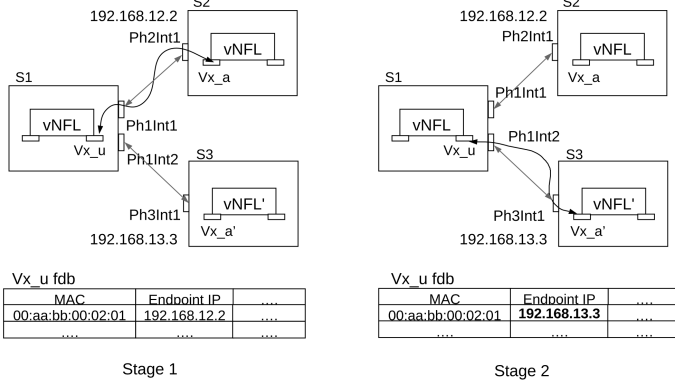 S2
192.168.12.2
Ph2Int1
vNFL
Vx_a
S1
vNFL
Vx_u
Ph1Int1
Ph1Int2
S3
vNFL'
Ph3Int1
Vx_a'
192.168.13.3
Vx_u fdb
MAC Endpoint IP ....
00:aa:bb:00:02:01 192.168.12.2 ....
.... ....
Stage 1
S2
192.168.12.2
Ph2Int1
vNFL
Vx_a
S1
Ph1Int1
vNFL
Vx_u
Ph1Int2
S3
vNFL'
Ph3Int1
Vx_a'
192.168.13.3
Vx_u fdb
MAC Endpoint IP ....
00:aa:bb:00:02:01 192.168.13.3 ....
.... ....
Stage 2